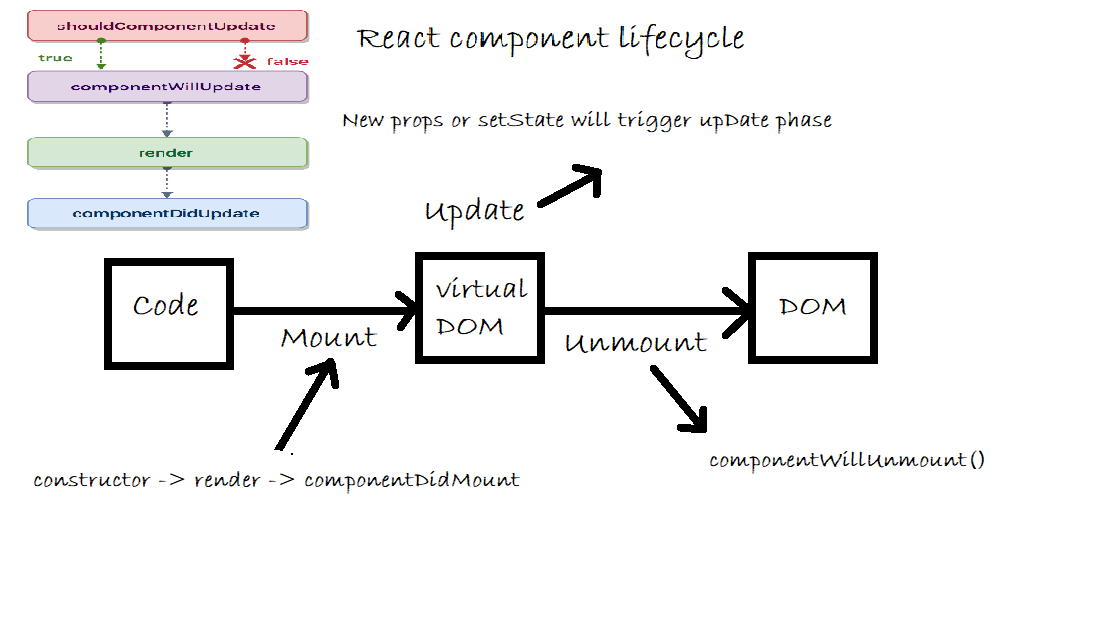 shouldComponentUpdate
true
false
componentWillUpdate
render
componentDidUpdate
React component lifecycle
New props or setState will trigger upDate phase
Update
Code
Mount
virtual
DOM
Unmount
DOM
constructor -> render -> componentDidMount
componentWillUnmount()